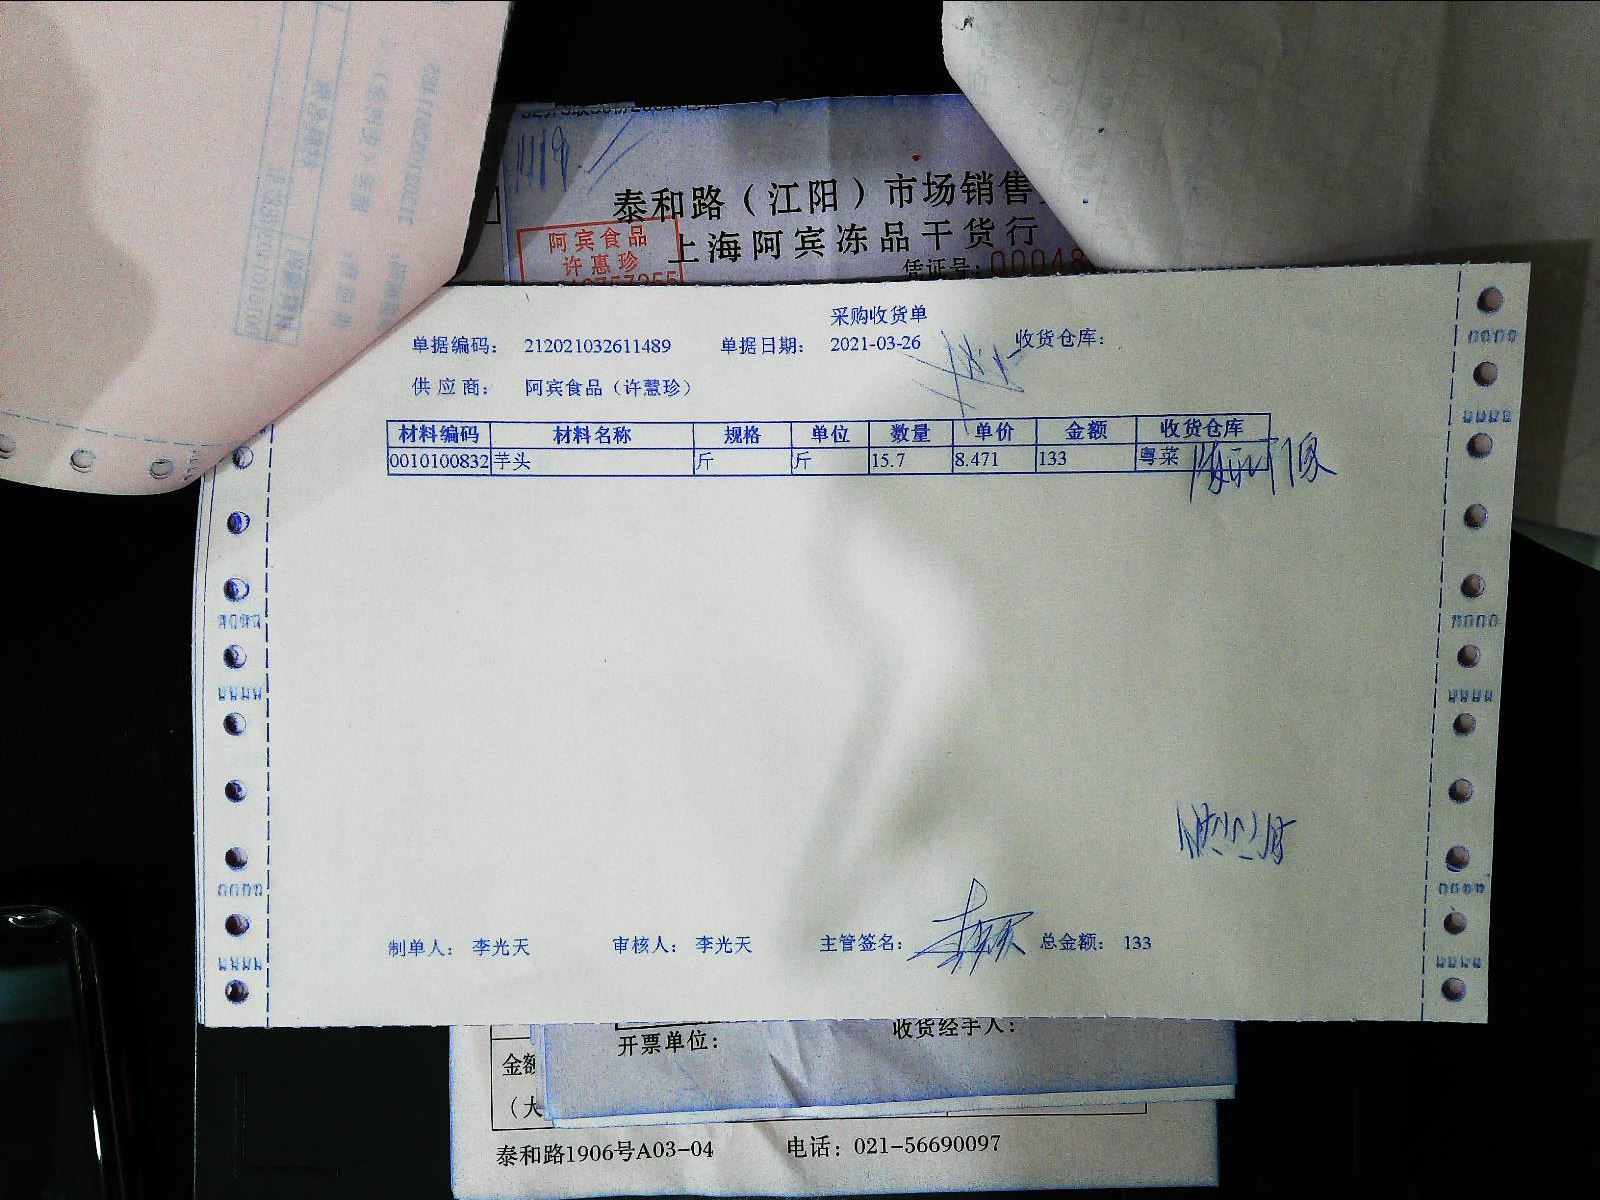 泰和路（江阳）市场销售
上海阿宾冻品干货行
阿宾食品
许惠珍
凭证号：00048
采购收货单
单据编码： 212021032611489 单据日期： 2021-03-26 收货仓库：
供 应 商： 阿宾食品（许慧珍）
材料编码 材料名称 规格 单位 数量 单价 金额 收货仓库
0010100832 芋头 斤 斤 15.7 8.471 133 粤菜
制单人： 李光天 审核人： 李光天 主管签名： 总金额： 133
开票单位： 收货经手人：
金额
（大
泰和路1906号A03-04 电话：021-56690097